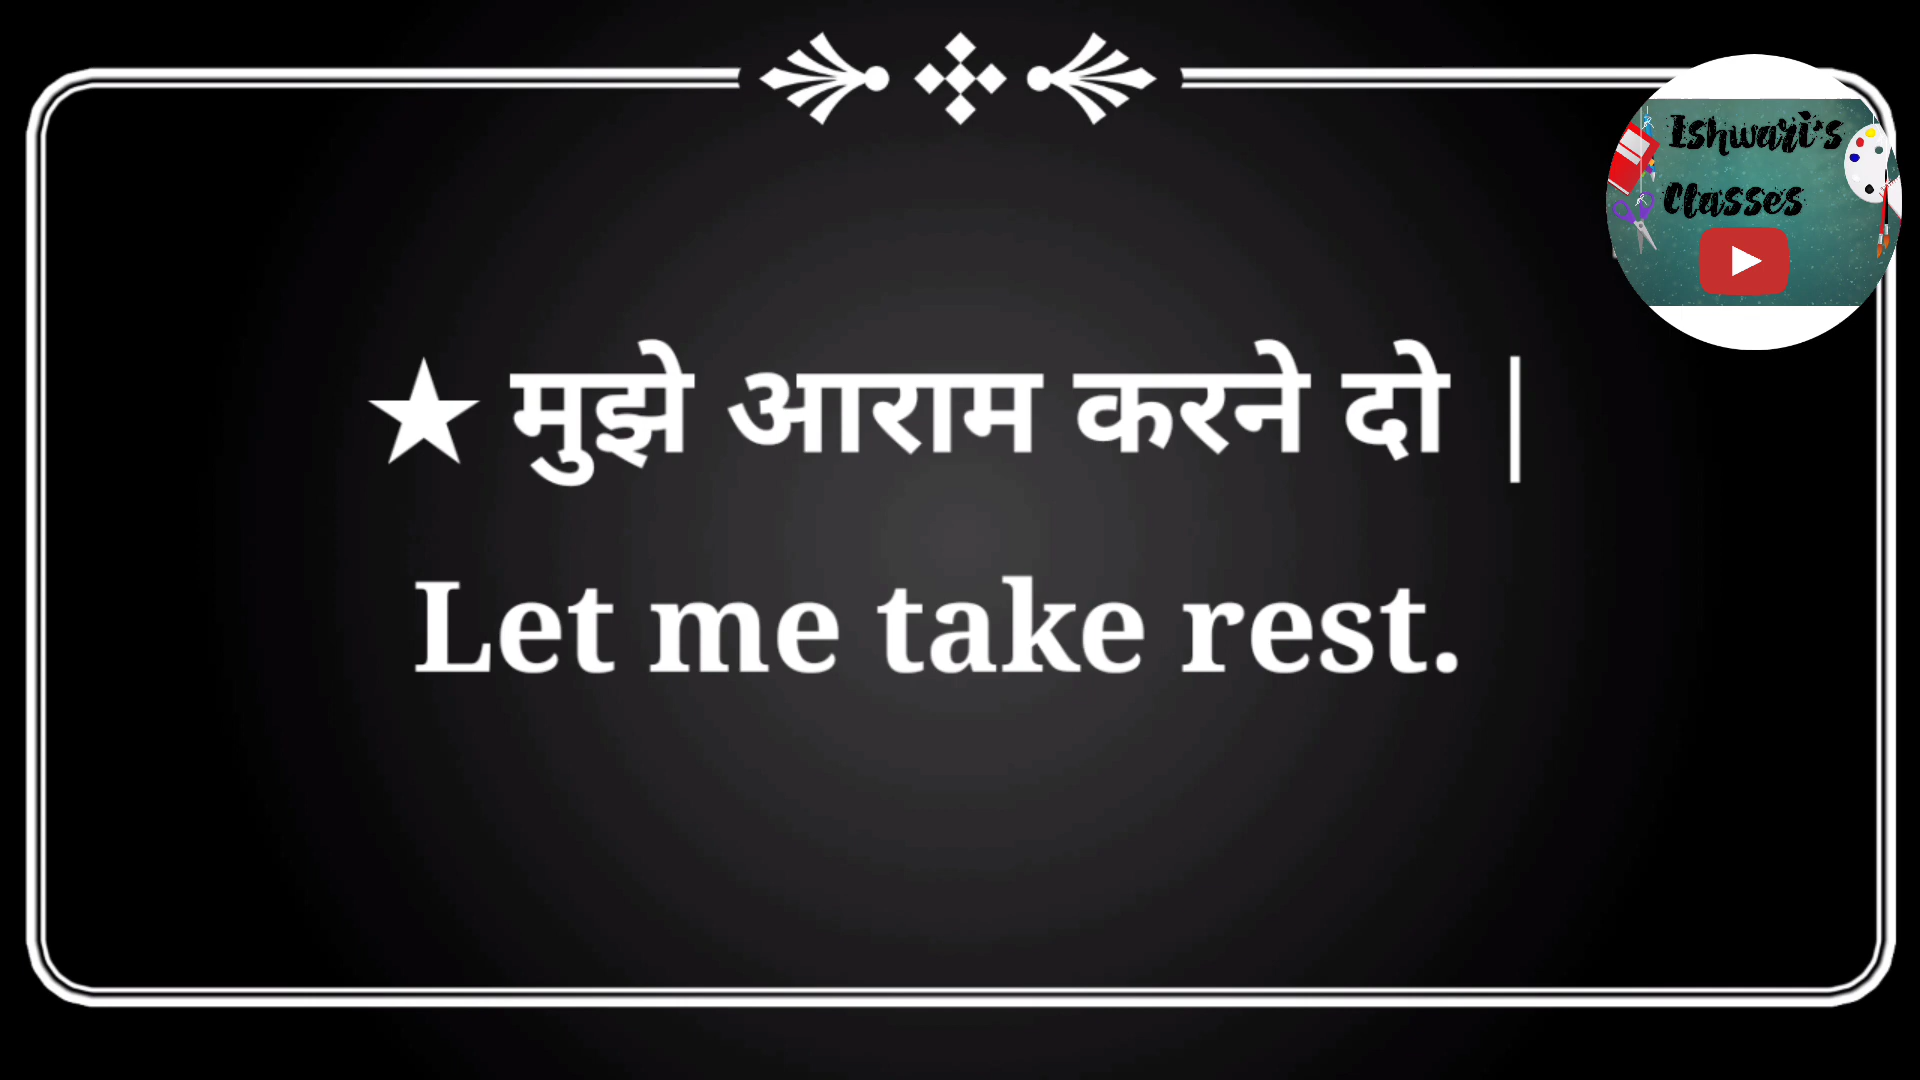 Ishwari's
Classes
★ मुझे आराम करने दो |
Let me take rest.